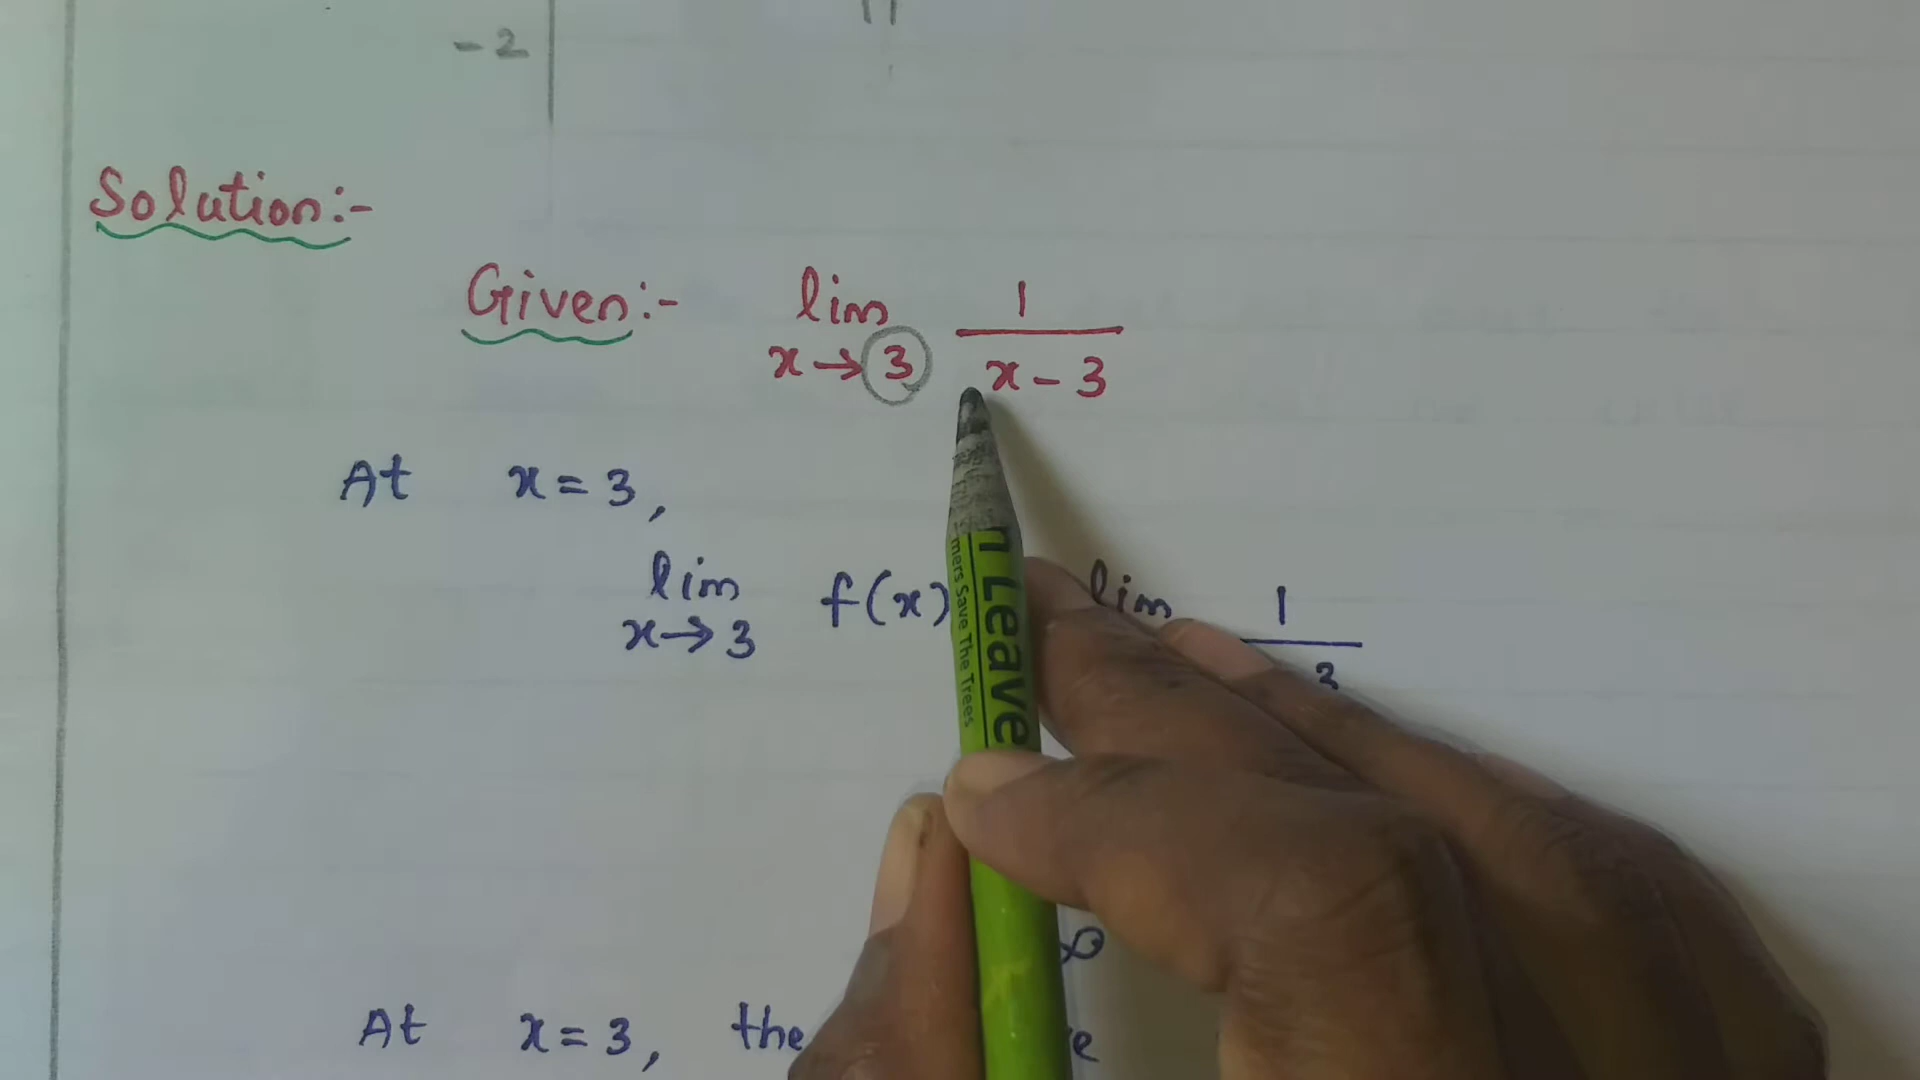 -2
Solution:-
Given:- lim 1
x→3 x-3
At x=3,
lim f(x) lim 1
x→3 3
∞
At x=3, the
n Leave
mers Save The Trees